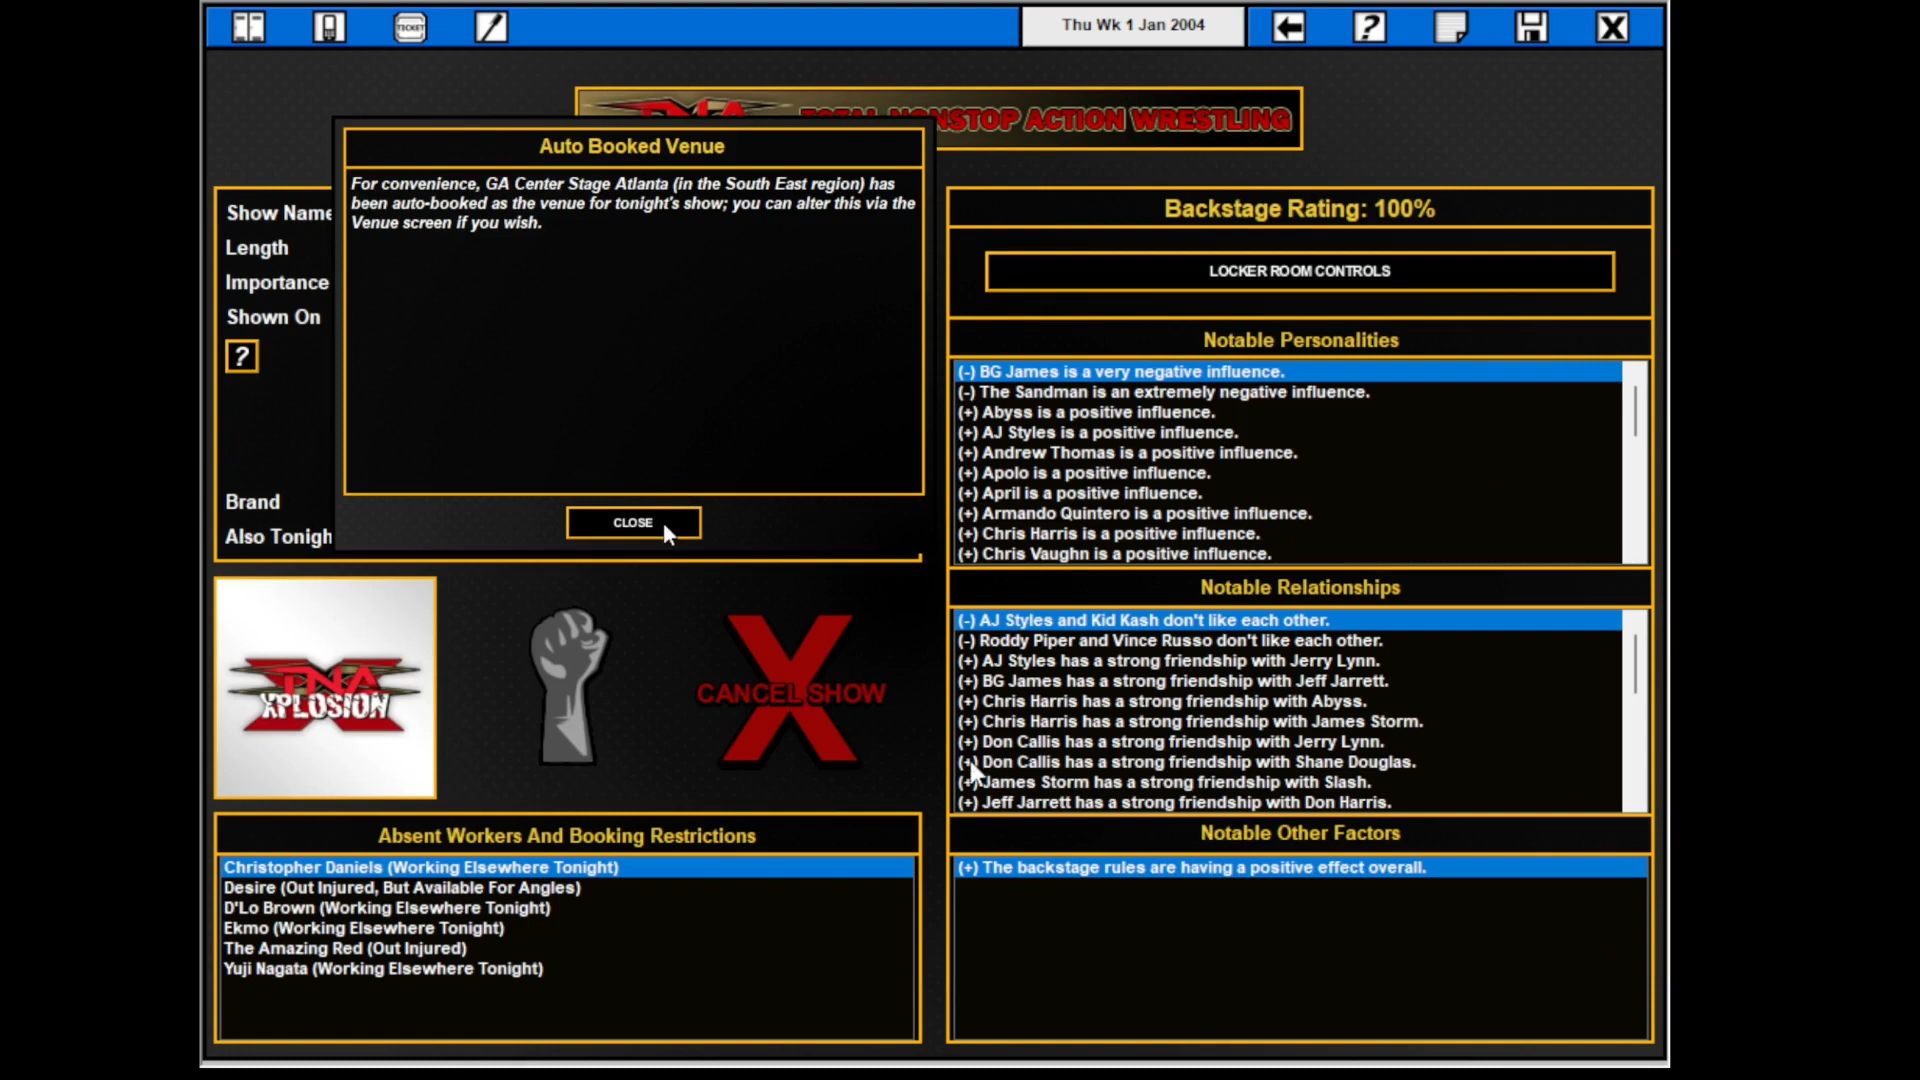 TICKET
Thu Wk 1 Jan 2004
?
X
TOTAL NONSTOP ACTION WRESTLING
Auto Booked Venue
For convenience, GA Center Stage Atlanta (in the South East region) has
been auto-booked as the venue for tonight's show; you can alter this via the
Venue screen if you wish.
CLOSE
Show Name
Length
Importance
Shown On
?
Brand
Also Tonigh
TNA
XPLOSION
X
CANCEL SHOW
Absent Workers And Booking Restrictions
Christopher Daniels (Working Elsewhere Tonight)
Desire (Out Injured, But Available For Angles)
D'Lo Brown (Working Elsewhere Tonight)
Ekmo (Working Elsewhere Tonight)
The Amazing Red (Out Injured)
Yuji Nagata (Working Elsewhere Tonight)
Backstage Rating: 100%
LOCKER ROOM CONTROLS
Notable Personalities
(-) BG James is a very negative influence.
(-) The Sandman is an extremely negative influence.
(+) Abyss is a positive influence.
(+) AJ Styles is a positive influence.
(+) Andrew Thomas is a positive influence.
(+) Apolo is a positive influence.
(+) April is a positive influence.
(+) Armando Quintero is a positive influence.
(+) Chris Harris is a positive influence.
(+) Chris Vaughn is a positive influence.
Notable Relationships
(-) AJ Styles and Kid Kash don't like each other.
(-) Roddy Piper and Vince Russo don't like each other.
(+) AJ Styles has a strong friendship with Jerry Lynn.
(+) BG James has a strong friendship with Jeff Jarrett.
(+) Chris Harris has a strong friendship with Abyss.
(+) Chris Harris has a strong friendship with James Storm.
(+) Don Callis has a strong friendship with Jerry Lynn.
(+) Don Callis has a strong friendship with Shane Douglas.
(+) James Storm has a strong friendship with Slash.
(+) Jeff Jarrett has a strong friendship with Don Harris.
Notable Other Factors
(+) The backstage rules are having a positive effect overall.